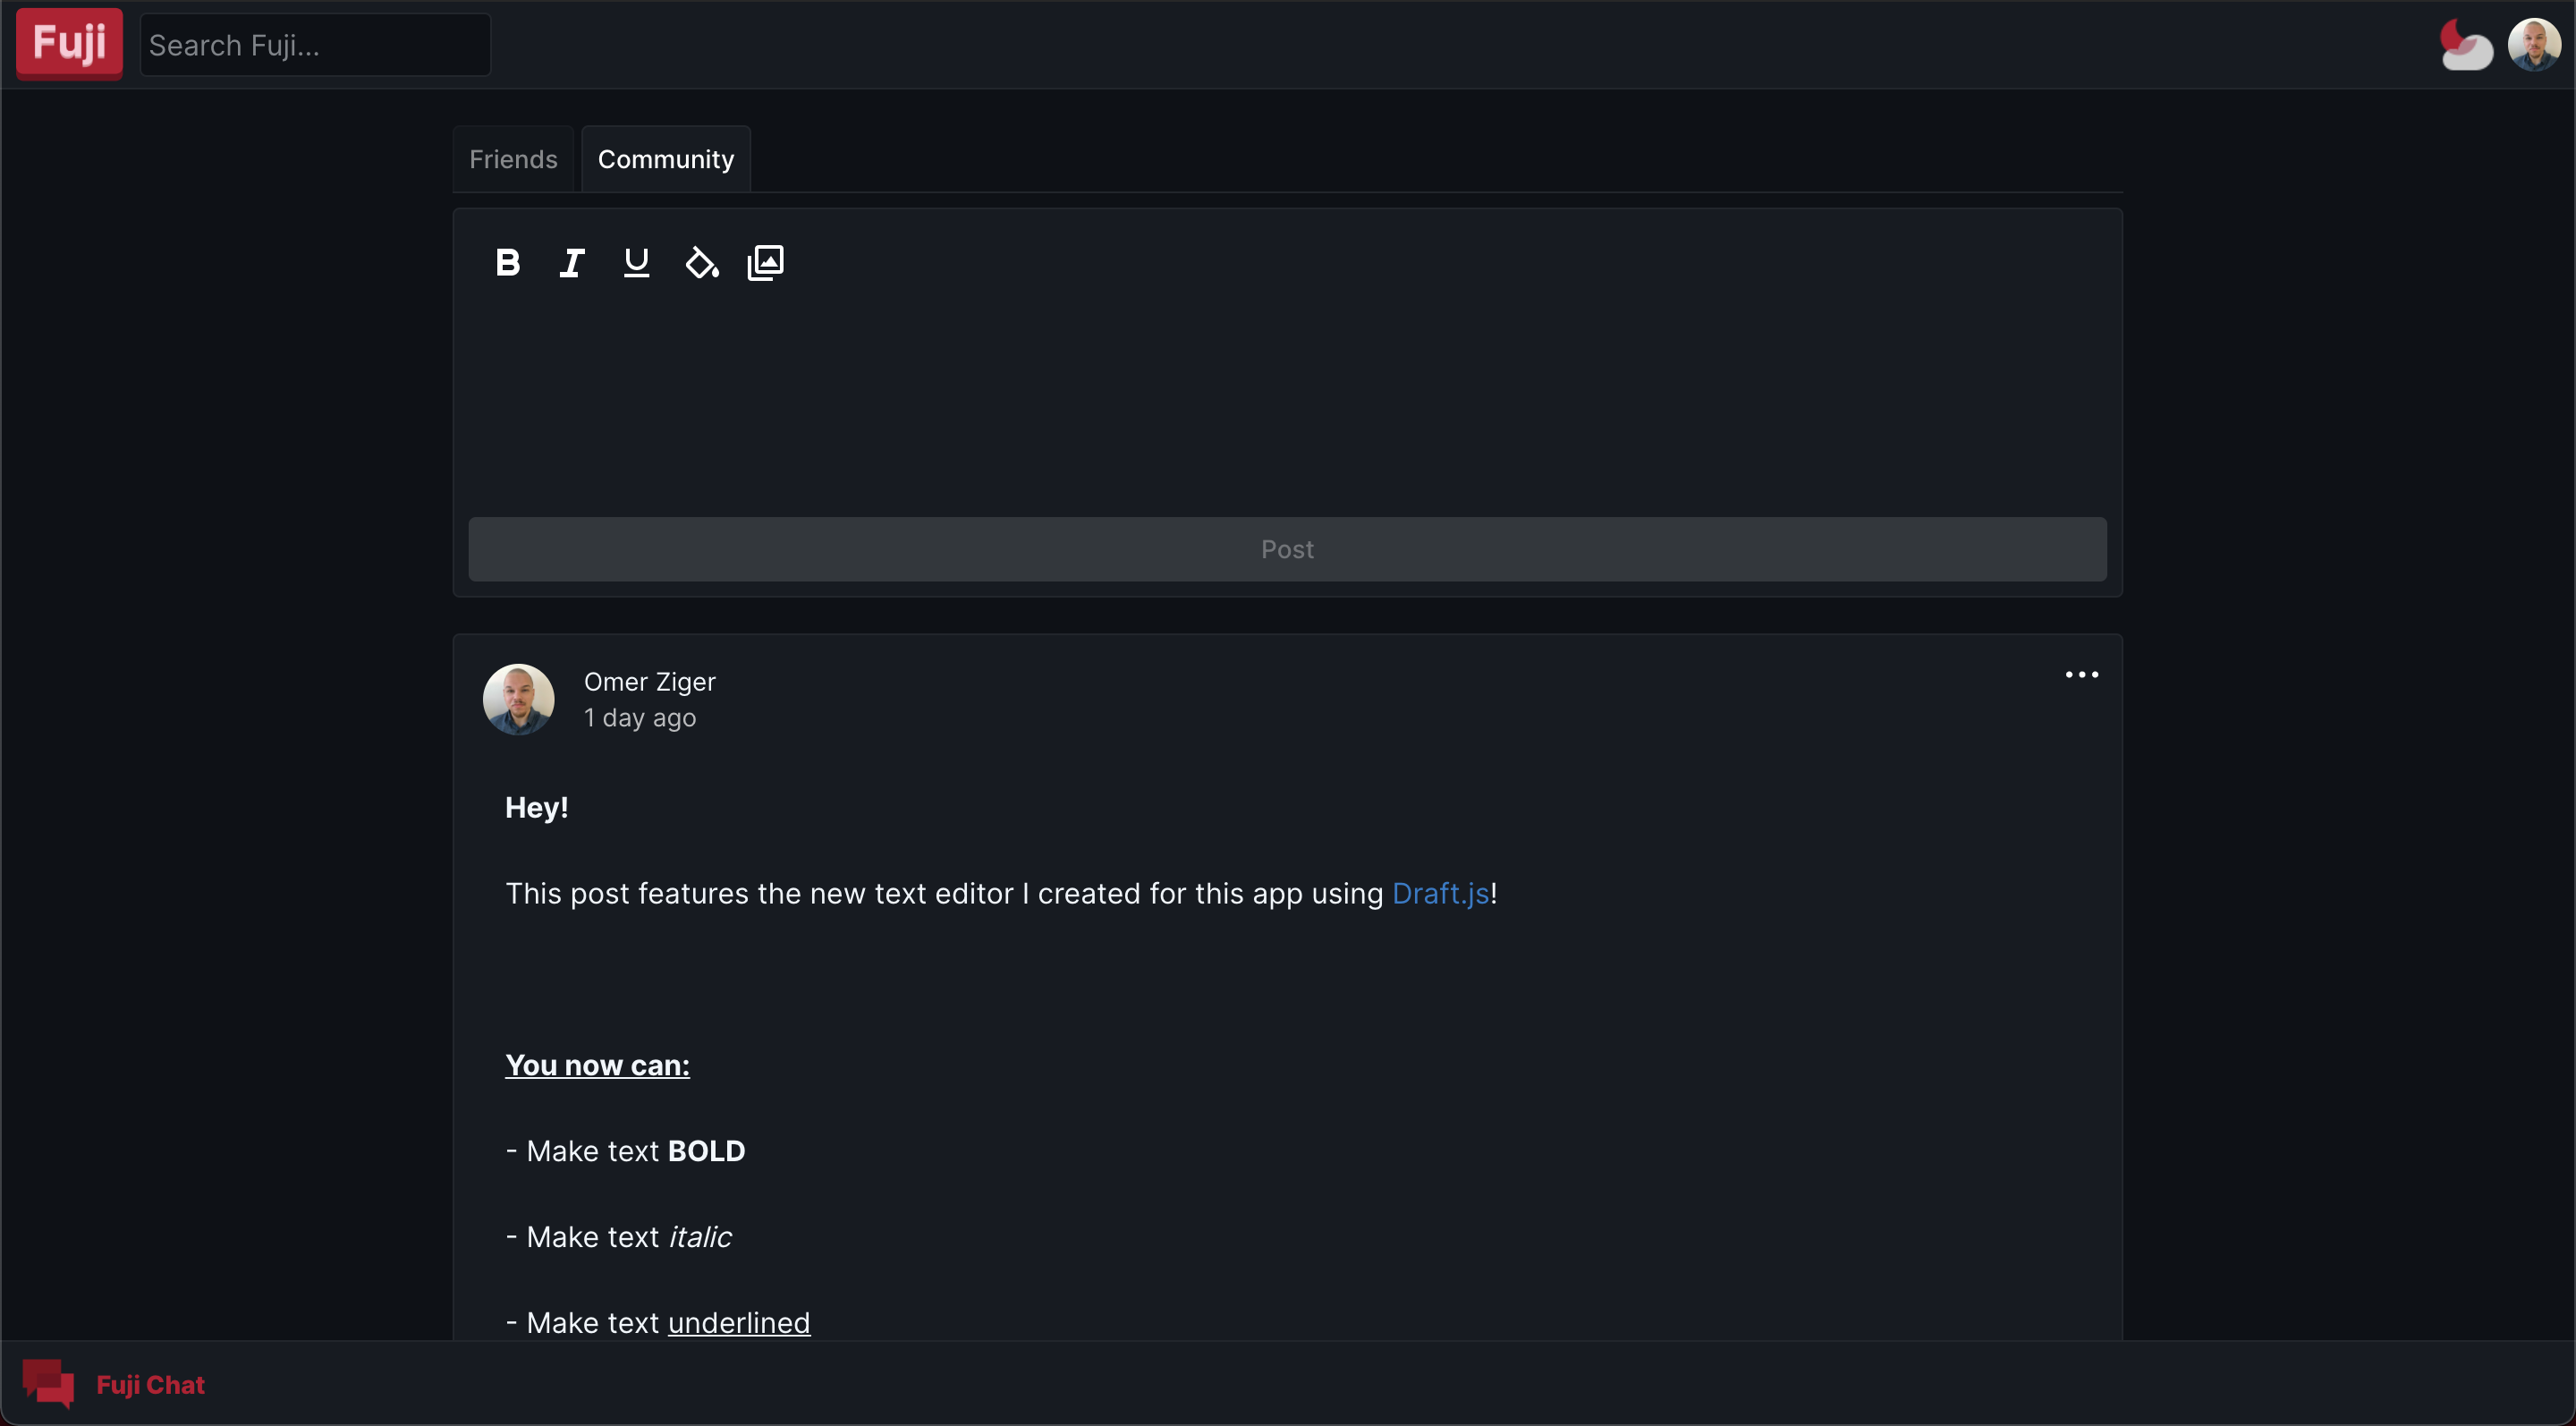 Fuji
Search Fuji...
Friends
Community
B I U
Post
Omer Ziger
1 day ago
Hey!
This post features the new text editor I created for this app using Draft.js!
You now can:
- Make text BOLD
- Make text italic
- Make text underlined
Fuji Chat